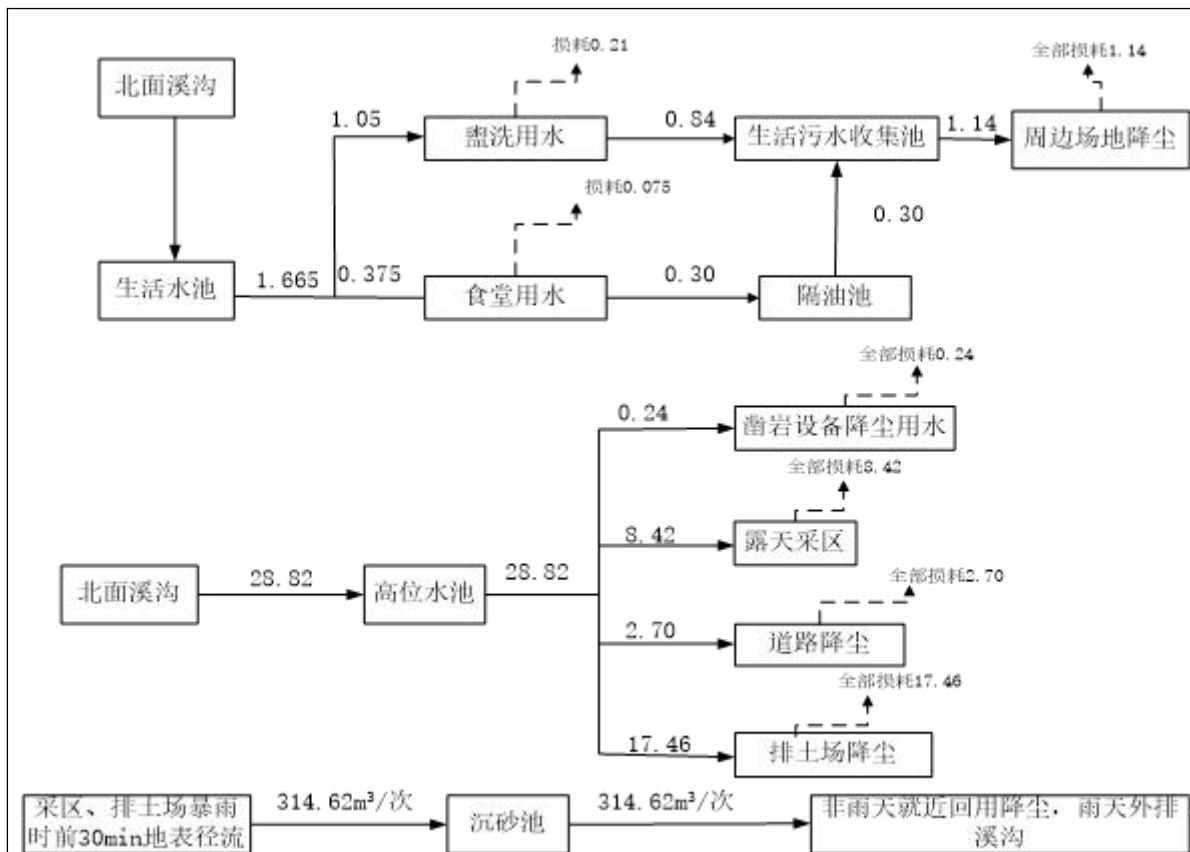 损耗0.21
全部损耗1.14
北面溪沟
1.05
盥洗用水
0.84
生活污水收集池
1.14
周边场地降尘
损耗0.075
0.30
生活水池
1.665
0.375
食堂用水
0.30
隔油池
全部损耗0.24
0.24
凿岩设备降尘用水
全部损耗8.42
8.42
露天采区
北面溪沟
28.82
高位水池
28.82
全部损耗2.70
2.70
道路降尘
全部损耗17.46
17.46
排土场降尘
采区、排土场暴雨
时前30min地表径流
314.62m³/次
沉砂池
314.62m³/次
非雨天就近回用降尘，雨天外排
溪沟